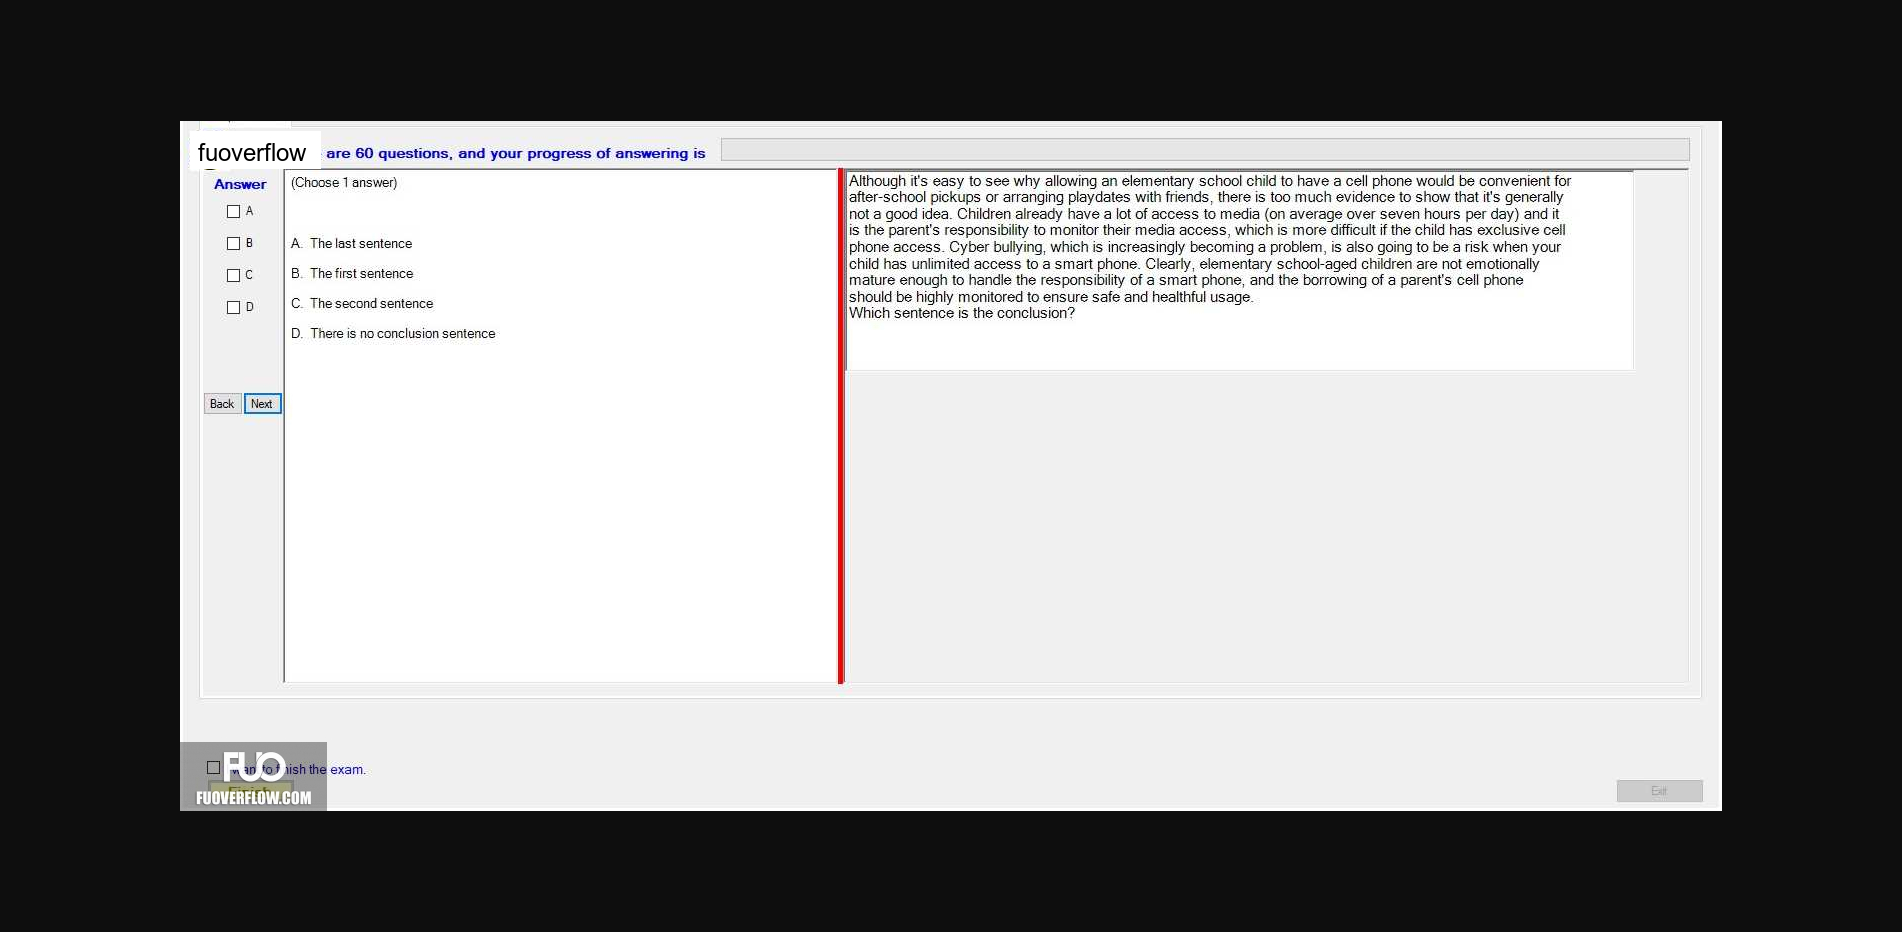 fuoverflow are 60 questions, and your progress of answering is
Answer
A
B
C
D
Back Next
(Choose 1 answer)
A. The last sentence
B. The first sentence
C. The second sentence
D. There is no conclusion sentence
Although it's easy to see why allowing an elementary school child to have a cell phone would be convenient for
after-school pickups or arranging playdates with friends, there is too much evidence to show that it's generally
not a good idea. Children already have a lot of access to media (on average over seven hours per day) and it
is the parent's responsibility to monitor their media access, which is more difficult if the child has exclusive cell
phone access. Cyber bullying, which is increasingly becoming a problem, is also going to be a risk when your
child has unlimited access to a smart phone. Clearly, elementary school-aged children are not emotionally
mature enough to handle the responsibility of a smart phone, and the borrowing of a parent's cell phone
should be highly monitored to ensure safe and healthful usage.
Which sentence is the conclusion?
FUO
want to finish the exam.
Finish
FUOVERFLOW.COM
Exit